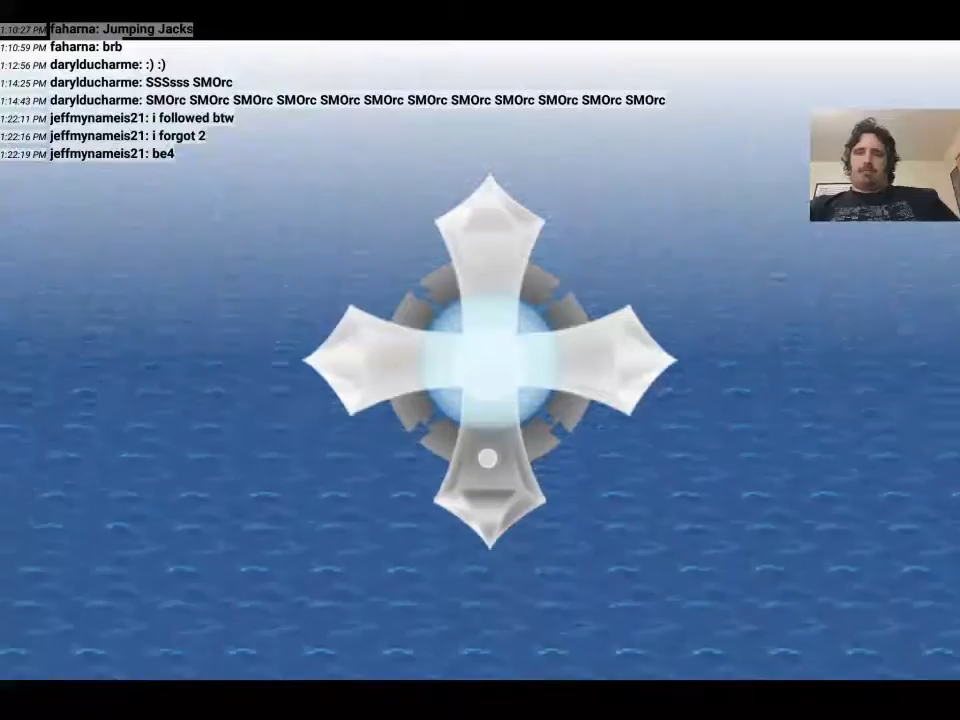 1:10:27 PM faharna: Jumping Jacks
1:10:59 PM faharna: brb
1:12:56 PM darylducharme: :) :)
1:14:25 PM darylducharme: SSSsss SMOrc
1:14:43 PM darylducharme: SMOrc SMOrc SMOrc SMOrc SMOrc SMOrc SMOrc SMOrc SMOrc SMOrc SMOrc SMOrc
1:22:11 PM jeffmynameis21: i followed btw
1:22:16 PM jeffmynameis21: i forgot 2
1:22:19 PM jeffmynameis21: be4